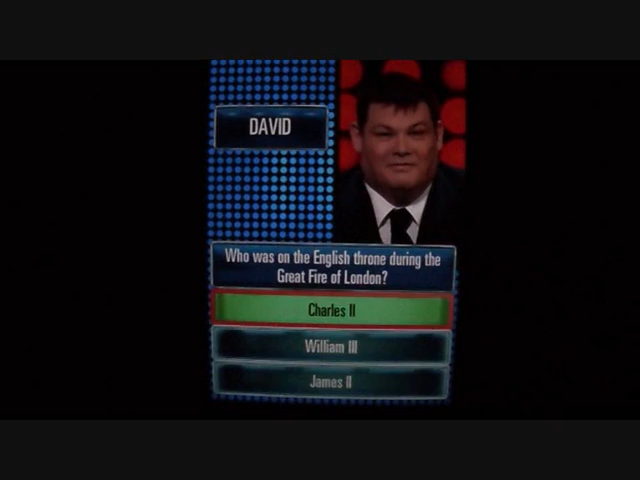 DAVID
Who was on the English throne during the
Great Fire of London?
Charles II
William III
James II